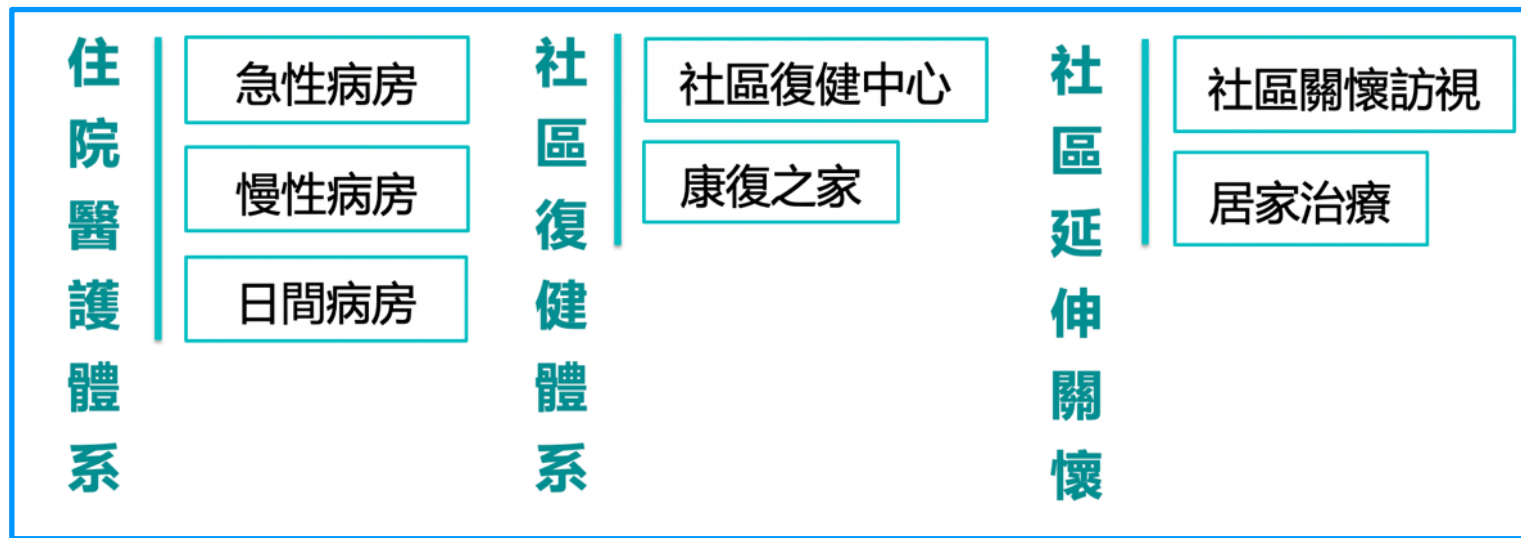 住院醫護體系
急性病房
慢性病房
日間病房
社區復健體系
社區復健中心
康復之家
社區延伸關懷
社區關懷訪視
居家治療